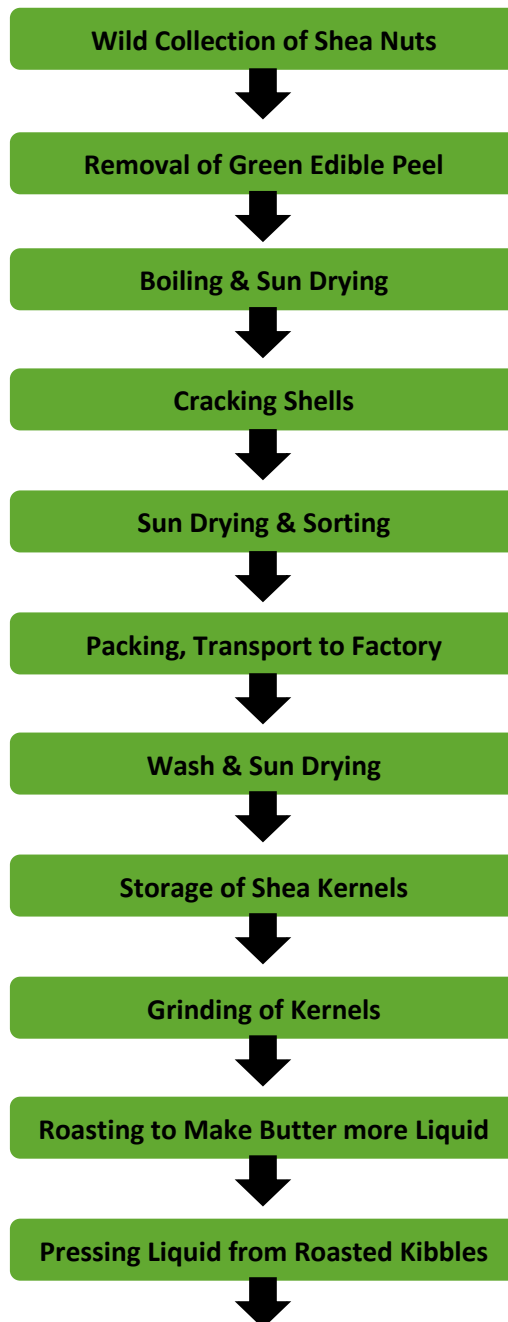 Wild Collection of Shea Nuts
Removal of Green Edible Peel
Boiling & Sun Drying
Cracking Shells
Sun Drying & Sorting
Packing, Transport to Factory
Wash & Sun Drying
Storage of Shea Kernels
Grinding of Kernels
Roasting to Make Butter more Liquid
Pressing Liquid from Roasted Kibbles